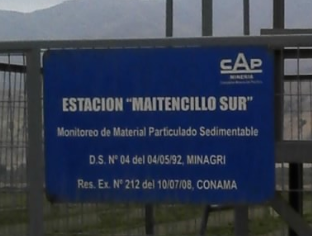 CAP
MINERIA
ESTACION "MAITENCILLO SUR"
Monitoreo de Material Particulado Sedimentable
D.S. Nº 04 del 04/05/92, MINAGRI
Res. Ex. Nº 212 del 10/07/08, CONAMA